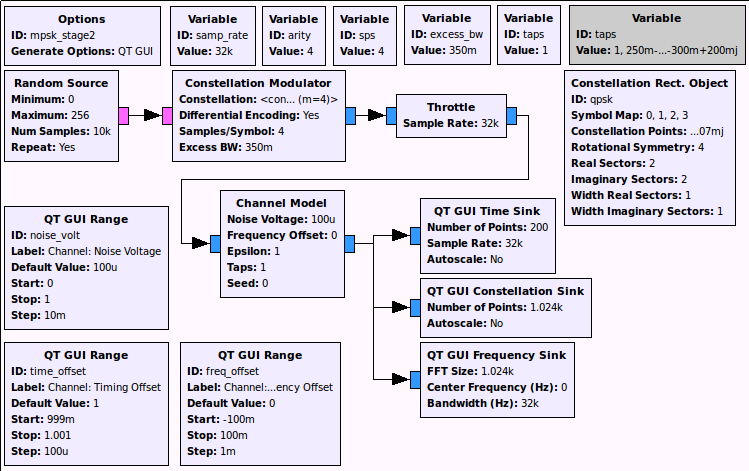 Options
ID: mpsk_stage2
Generate Options: QT GUI
Variable
ID: samp_rate
Value: 32k
Variable
ID: arity
Value: 4
Variable
ID: sps
Value: 4
Variable
ID: excess_bw
Value: 350m
Variable
ID: taps
Value: 1
Variable
ID: taps
Value: 1, 250m-...-300m+200mj
Random Source
Minimum: 0
Maximum: 256
Num Samples: 10k
Repeat: Yes
Constellation Modulator
Constellation: <con... (m=4)>
Differential Encoding: Yes
Samples/Symbol: 4
Excess BW: 350m
Throttle
Sample Rate: 32k
Constellation Rect. Object
ID: qpsk
Symbol Map: 0, 1, 2, 3
Constellation Points: ...07mj
Rotational Symmetry: 4
Real Sectors: 2
Imaginary Sectors: 2
Width Real Sectors: 1
Width Imaginary Sectors: 1
QT GUI Range
ID: noise_volt
Label: Channel: Noise Voltage
Default Value: 100u
Start: 0
Stop: 1
Step: 10m
Channel Model
Noise Voltage: 100u
Frequency Offset: 0
Epsilon: 1
Taps: 1
Seed: 0
QT GUI Time Sink
Number of Points: 200
Sample Rate: 32k
Autoscale: No
QT GUI Constellation Sink
Number of Points: 1.024k
Autoscale: No
QT GUI Frequency Sink
FFT Size: 1.024k
Center Frequency (Hz): 0
Bandwidth (Hz): 32k
QT GUI Range
ID: time_offset
Label: Channel: Timing Offset
Default Value: 1
Start: 999m
Stop: 1.001
Step: 100u
QT GUI Range
ID: freq_offset
Label: Channel:...ency Offset
Default Value: 0
Start: -100m
Stop: 100m
Step: 1m